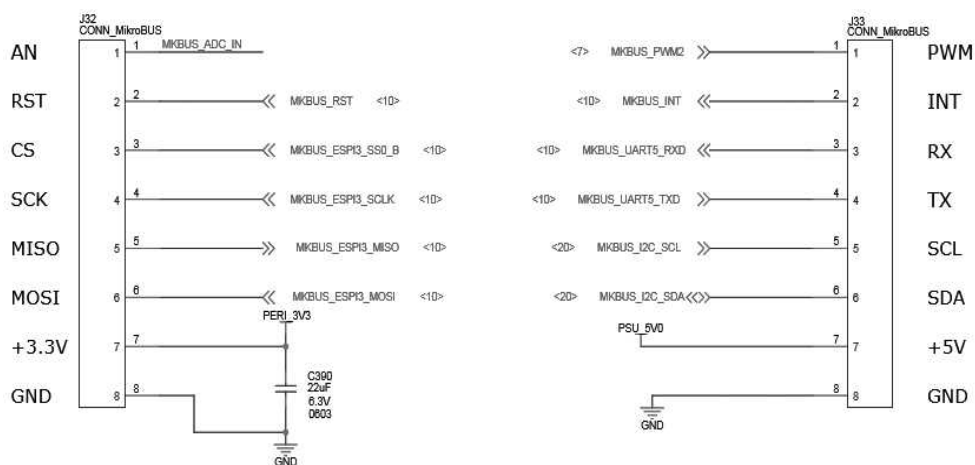 J32
CONN_MikroBUS
J33
CONN_MikroBUS
AN 1 1 MKBUS_ADC_IN
<7> MKBUS_PWM2 1 1 PWM
RST 2 2 MKBUS_RST <10>
<10> MKBUS_INT 2 2 INT
CS 3 3 MKBUS_ESPI3_SS0_B <10>
<10> MKBUS_UART5_RXD 3 3 RX
SCK 4 4 MKBUS_ESPI3_SCLK <10>
<10> MKBUS_UART5_TXD 4 4 TX
MISO 5 5 MKBUS_ESPI3_MISO <10>
<20> MKBUS_I2C_SCL 5 5 SCL
MOSI 6 6 MKBUS_ESPI3_MOSI <10>
<20> MKBUS_I2C_SDA 6 6 SDA
PERI_3V3
PSU_5V0
+3.3V 7 7
7 7 +5V
C390
22uF
6.3V
0603
GND 8 8
8 8 GND
GND
GND